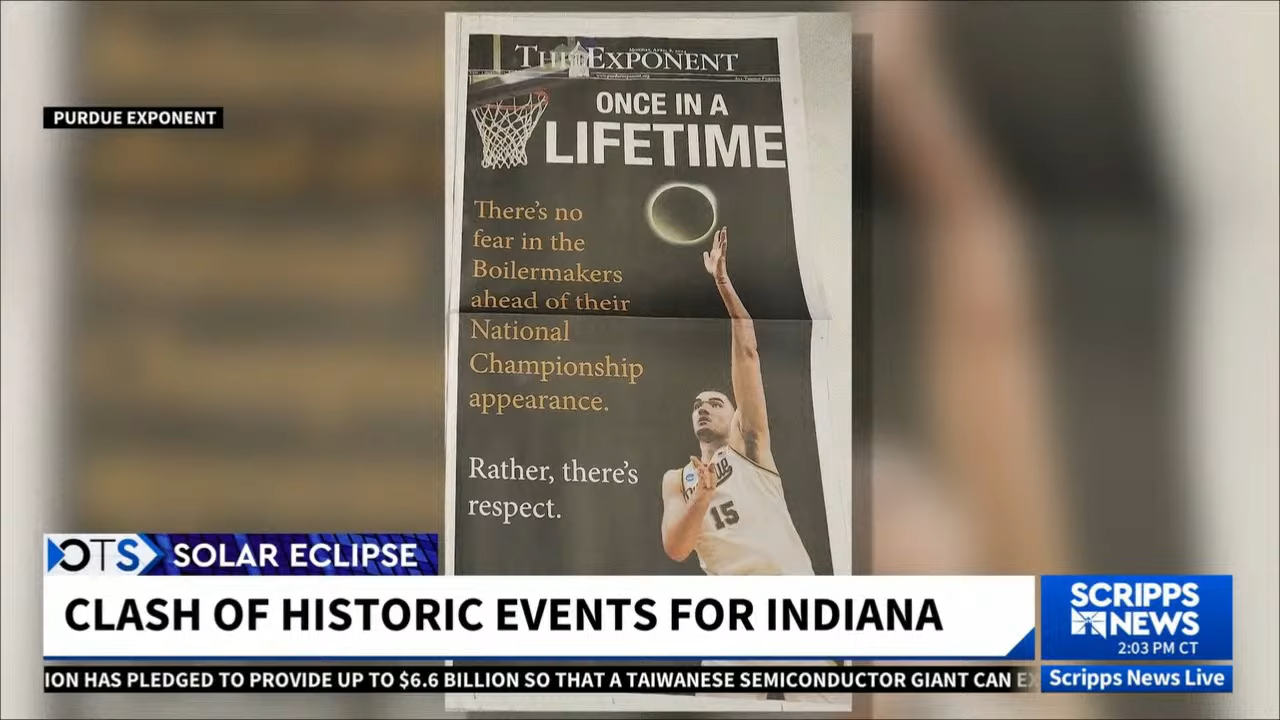 PURDUE EXPONENT
THE EXPONENT
ONCE IN A
LIFETIME
There's no
fear in the
Boilermakers
ahead of their
National
Championship
appearance.
Rather, there's
respect.
15
OTS SOLAR ECLIPSE
CLASH OF HISTORIC EVENTS FOR INDIANA
SCRIPPS
NEWS
2:03 PM CT
ION HAS PLEDGED TO PROVIDE UP TO $6.6 BILLION SO THAT A TAIWANESE SEMICONDUCTOR GIANT CAN
Scripps News Live